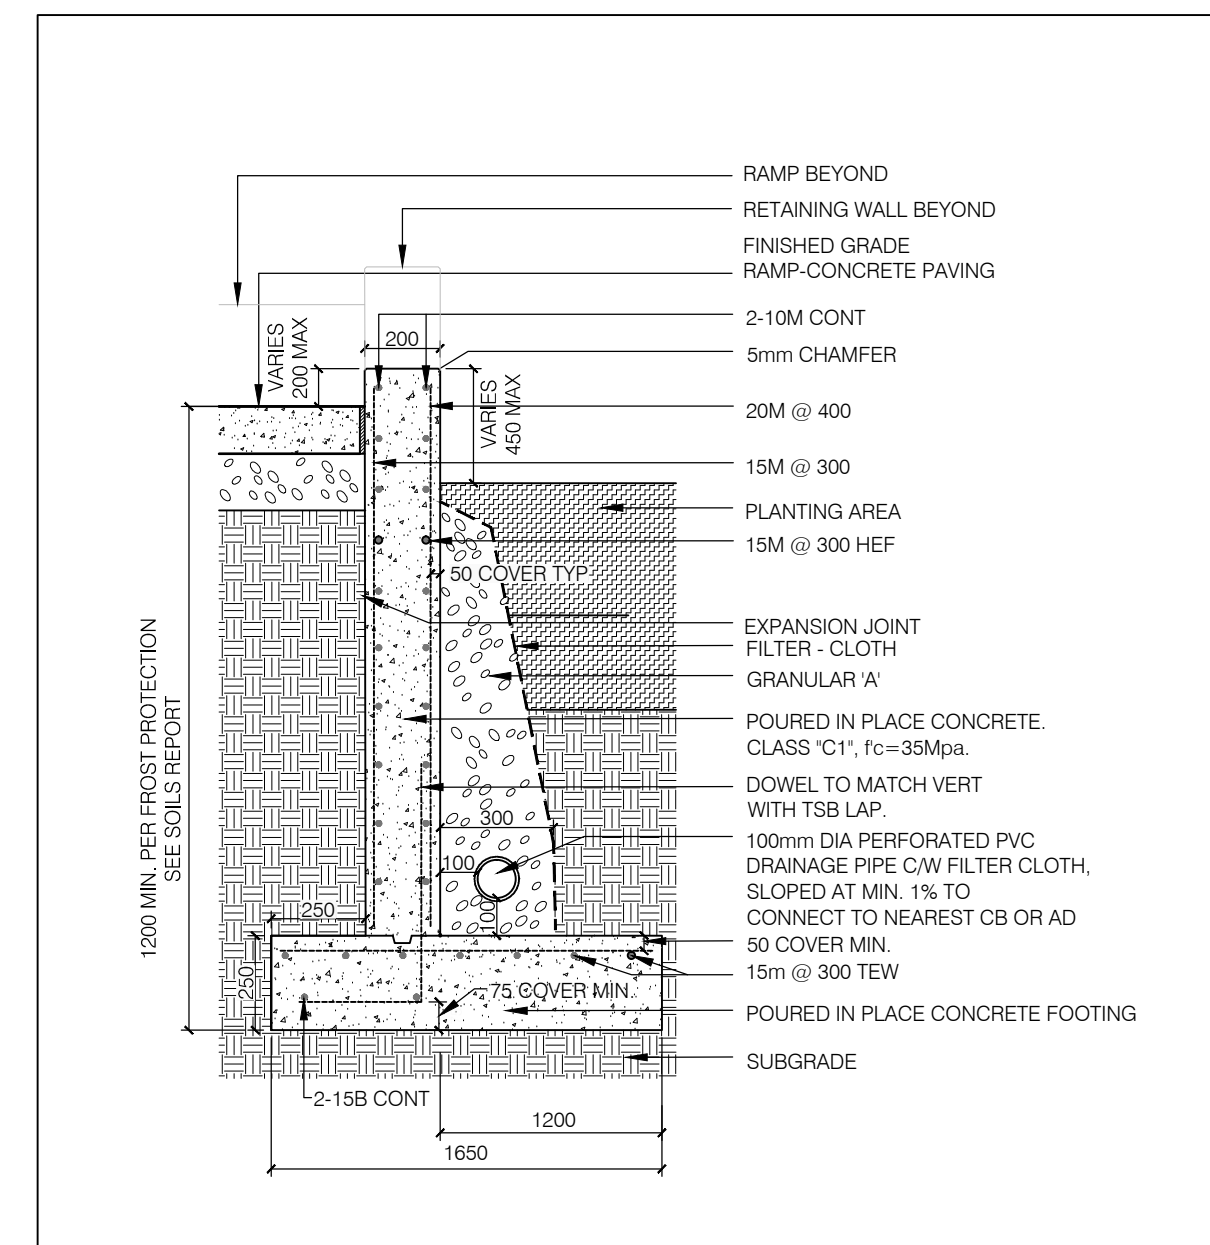 RAMP BEYOND
RETAINING WALL BEYOND
FINISHED GRADE
RAMP-CONCRETE PAVING
2-10M CONT
200
5mm CHAMFER
VARIES
200 MAX
VARIES
450 MAX
20M @ 400
15M @ 300
PLANTING AREA
15M @ 300 HEF
50 COVER TYP
EXPANSION JOINT
FILTER - CLOTH
GRANULAR 'A'
1200 MIN. PER FROST PROTECTION
SEE SOILS REPORT
POURED IN PLACE CONCRETE.
CLASS "C1", f'c=35Mpa.
DOWEL TO MATCH VERT
WITH TSB LAP.
300
100mm DIA PERFORATED PVC
DRAINAGE PIPE C/W FILTER CLOTH,
SLOPED AT MIN. 1% TO
CONNECT TO NEAREST CB OR AD
100
100
250
50 COVER MIN.
15m @ 300 TEW
250
75 COVER MIN.
POURED IN PLACE CONCRETE FOOTING
SUBGRADE
2-15B CONT
1200
1650